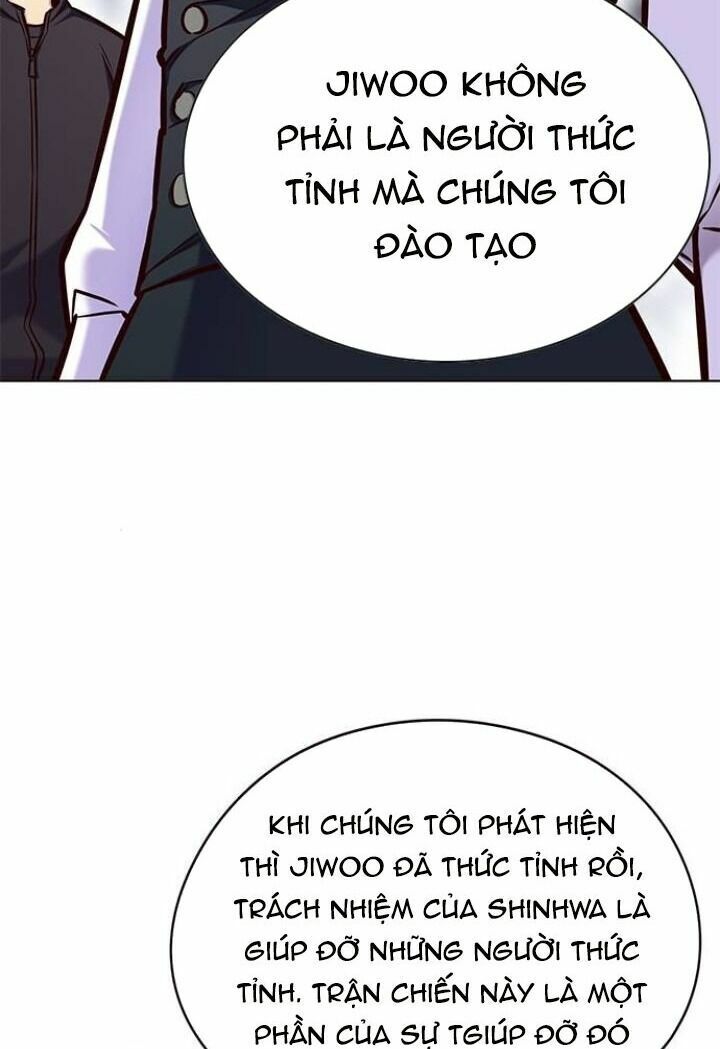 JIWOO KHÔNG
PHẢI LÀ NGƯỜI THỨC
TỈNH MÀ CHÚNG TÔI
ĐÀO TẠO
KHI CHÚNG TÔI PHÁT HIỆN
THÌ JIWOO ĐÃ THỨC TỈNH RỒI,
TRÁCH NHIỆM CỦA SHINHWA LÀ
GIÚP ĐỠ NHỮNG NGƯỜI THỨC
TỈNH. TRẬN CHIẾN NÀY LÀ MỘT
PHẦN CỦA SỰ TGIÚP ĐỠ ĐÓ